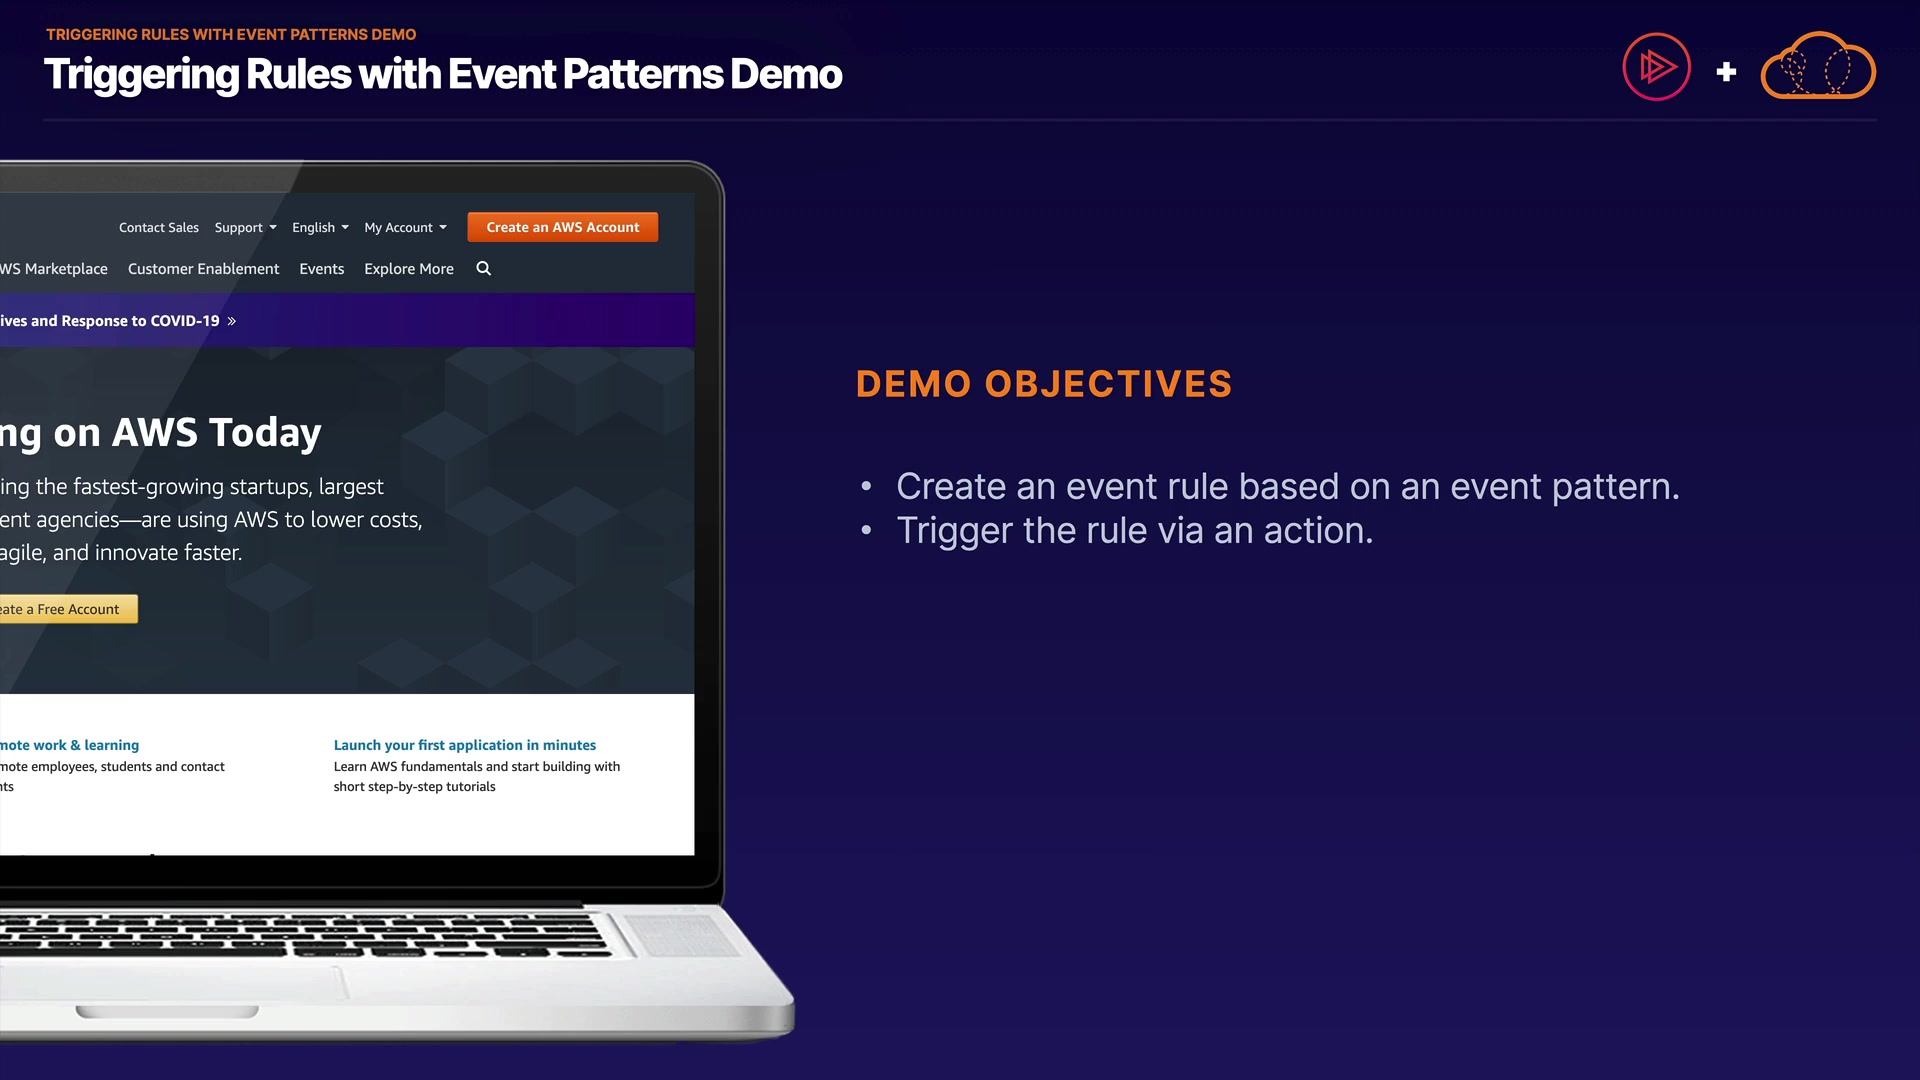 TRIGGERING RULES WITH EVENT PATTERNS DEMO
Triggering Rules with Event Patterns Demo
Contact Sales Support English My Account Create an AWS Account
WS Marketplace Customer Enablement Events Explore More
ives and Response to COVID-19 »
ng on AWS Today
ing the fastest-growing startups, largest
ent agencies—are using AWS to lower costs,
agile, and innovate faster.
eate a Free Account
mote work & learning
mote employees, students and contact
nts
Launch your first application in minutes
Learn AWS fundamentals and start building with
short step-by-step tutorials
DEMO OBJECTIVES
• Create an event rule based on an event pattern.
• Trigger the rule via an action.